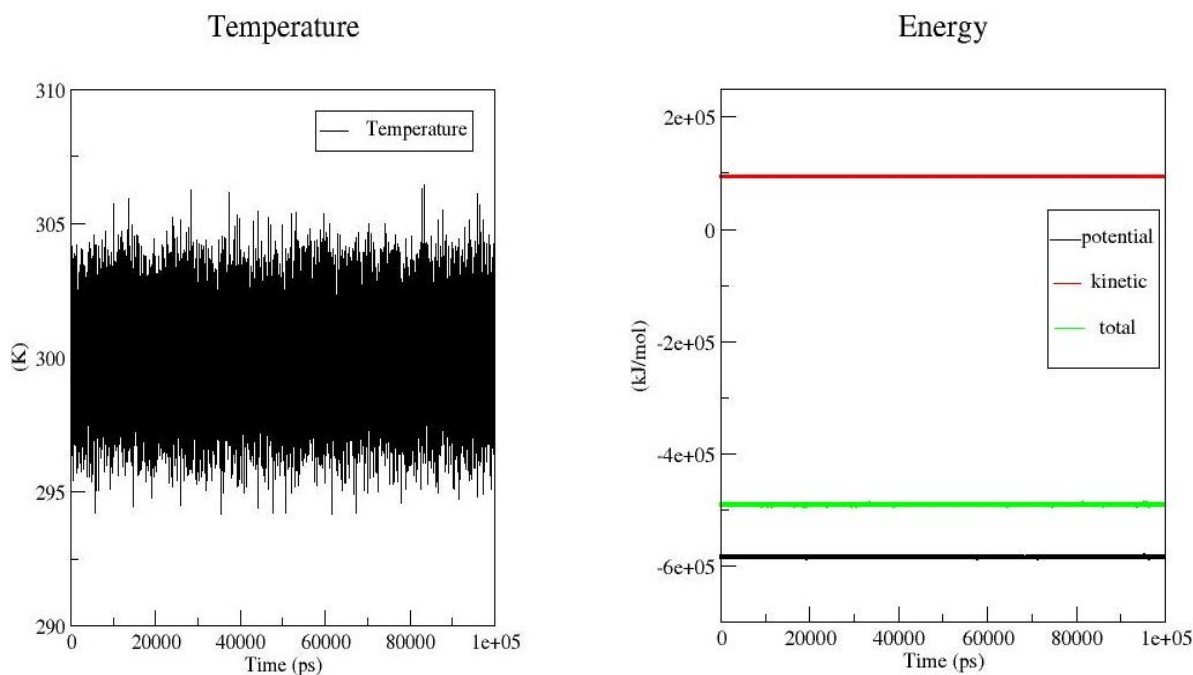 Temperature
310
305
300
295
290
(K)
Temperature
0 20000 40000 60000 80000 1e+05
Time (ps)
Energy
2e+05
0
-2e+05
-4e+05
-6e+05
(kJ/mol)
potential
kinetic
total
0 20000 40000 60000 80000 1e+05
Time (ps)